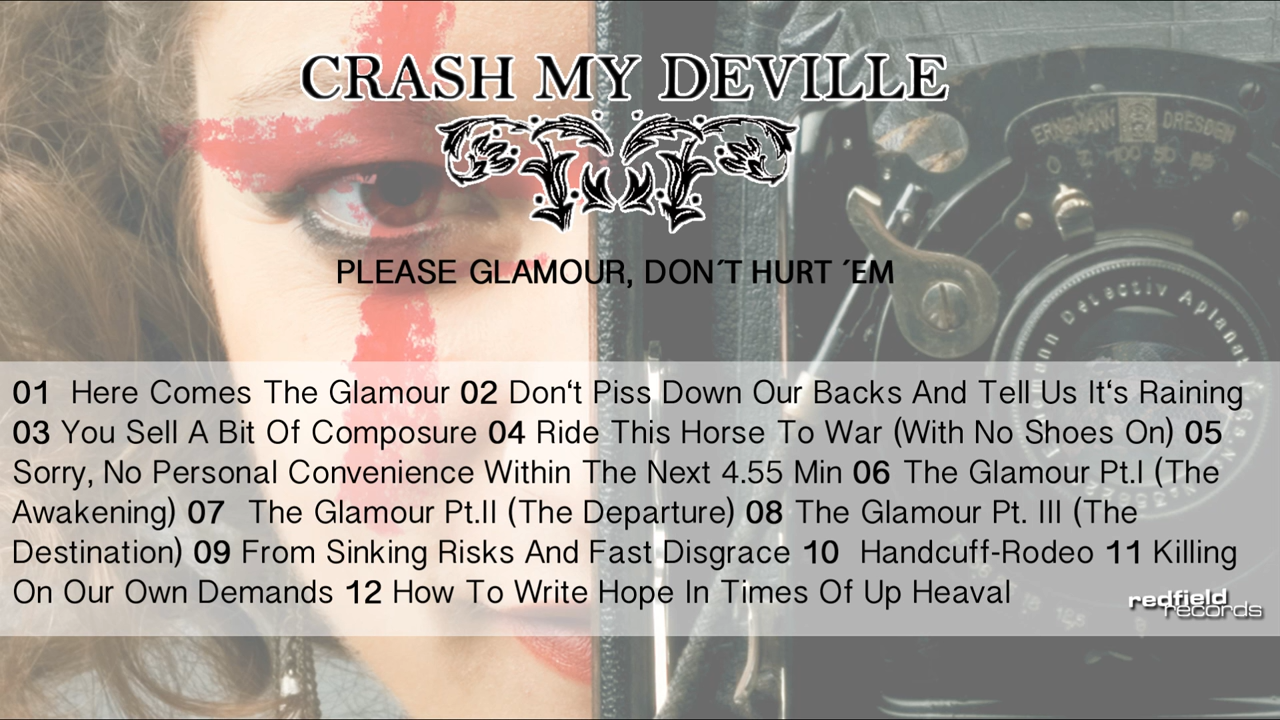 CRASH MY DEVILLE
PLEASE GLAMOUR, DON´T HURT ´EM
01 Here Comes The Glamour 02 Don‘t Piss Down Our Backs And Tell Us It‘s Raining
03 You Sell A Bit Of Composure 04 Ride This Horse To War (With No Shoes On) 05
Sorry, No Personal Convenience Within The Next 4.55 Min 06 The Glamour Pt.I (The
Awakening) 07 The Glamour Pt.II (The Departure) 08 The Glamour Pt. III (The
Destination) 09 From Sinking Risks And Fast Disgrace 10 Handcuff-Rodeo 11 Killing
On Our Own Demands 12 How To Write Hope In Times Of Up Heaval
redfield
records
DRESDEN
Detectiv Aplanat